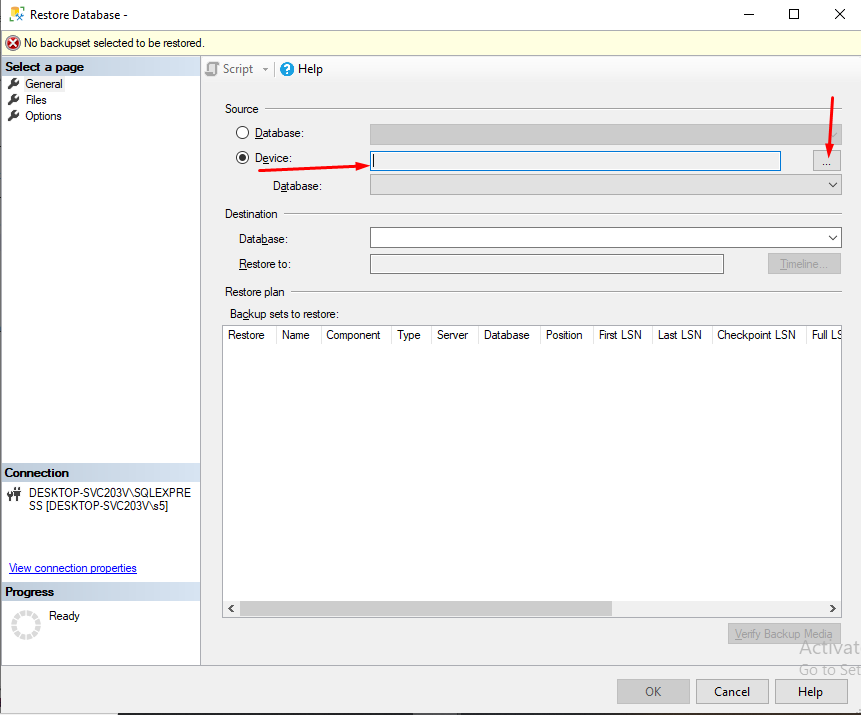 Restore Database -
No backupset selected to be restored.
Select a page
General
Files
Options
Script
Help
Source
Database:
Device:
...
Database:
Destination
Database:
Restore to:
Timeline...
Restore plan
Backup sets to restore:
Restore Name Component Type Server Database Position First LSN Last LSN Checkpoint LSN Full LS
Connection
DESKTOP-SVC203V\SQLEXPRE
SS [DESKTOP-SVC203V\s5]
View connection properties
Progress
Ready
Verify Backup Media
Activat
Go to Set
OK Cancel Help